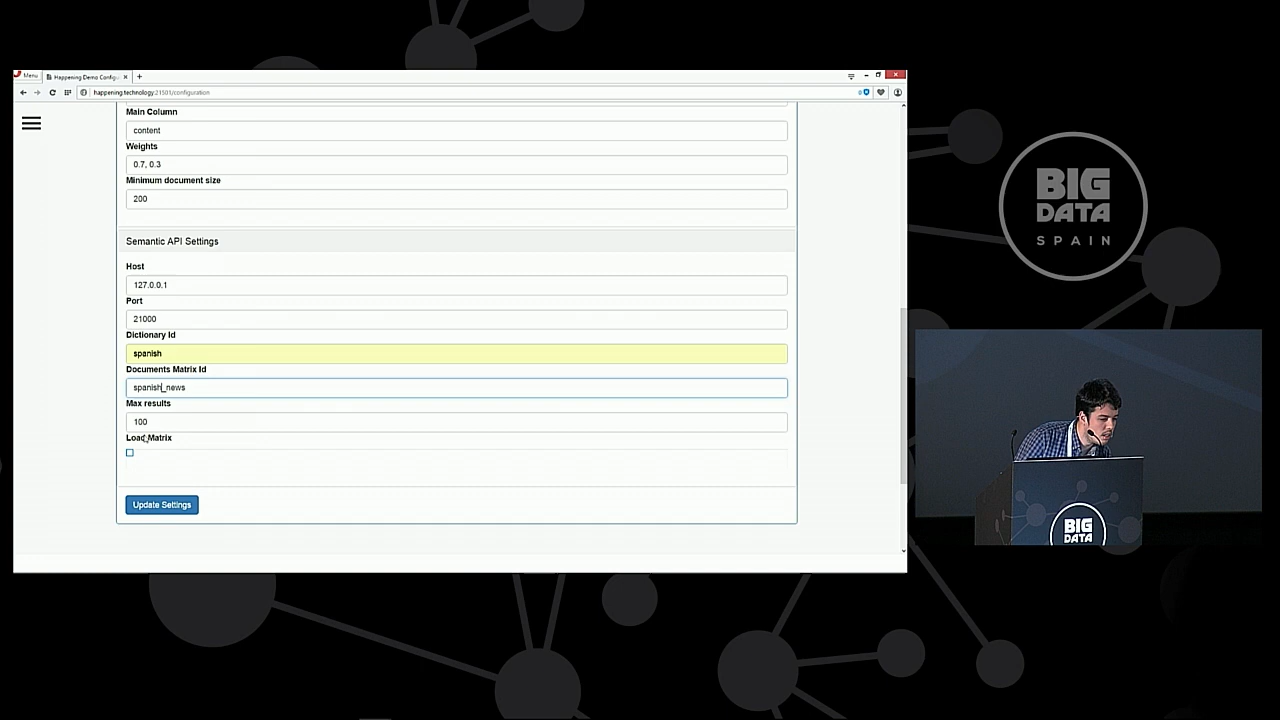 Menu
Happening Demo Config
happening.technology:21501/configuration
Main Column
content
Weights
0.7, 0.3
Minimum document size
200
Semantic API Settings
Host
127.0.0.1
Port
21000
Dictionary Id
spanish
Documents Matrix Id
spanish_news
Max results
100
Load Matrix
Update Settings
BIG
DATA
SPAIN
BIG
DATA